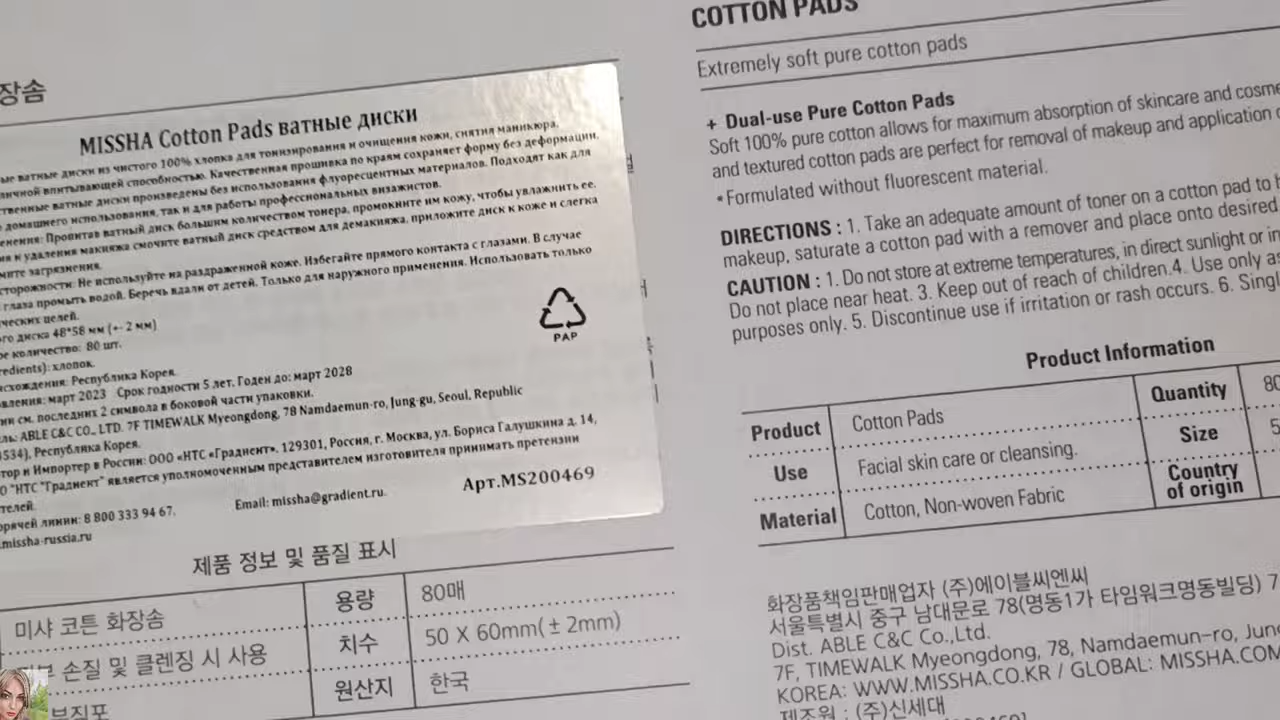 장솜
MISSHA Cotton Pads ватные диски
ватные диски из чистого 100% хлопка для тонизирования и очищения кожи, снятия маникюра.
впитывающей способностью. Качественная прошивка по краям сохраняет форму без деформации.
ватные диски произведены без использования флуоресцентных материалов. Подходят как для
домашнего использования, так и для работы профессиональных визажистов.
Пропитав ватный диск большим количеством тонера, промокните им кожу, чтобы увлажнить ее.
и удаления макияжа смочите ватный диск средством для демакияжа, приложите диск к коже и слегка
загрязнения.
Не используйте на раздраженной коже. Избегайте прямого контакта с глазами. В случае
глаза промыть водой. Беречь вдали от детей. Только для наружного применения. Использовать только
целей.
диска 48*58 мм (+- 2 мм)
количество: 80 шт.
хлопок.
Республика Корея.
март 2023 Срок годности 5 лет. Годен до: март 2028
см. последних 2 символа в боковой части упаковки.
ABLE C&C CO., LTD. 7F TIMEWALK Myeongdong, 78 Namdaemun-ro, Jung-gu, Seoul, Republic
Республика Корея.
и Импортер в России: ООО «НТС «Градиент», 129301, Россия, г. Москва, ул. Бориса Галушкина д. 14,
"НТС "Градиент" является уполномоченным представителем изготовителя принимать претензии
линии: 8 800 333 94 67. Email: missha@gradient.ru. Арт.MS200469
missha-russia.ru
PAP
제품 정보 및 품질 표시
미샤 코튼 화장솜 용량 80매
손질 및 클렌징 시 사용 치수 50 X 60mm(± 2mm)
원산지 한국
COTTON PADS
Extremely soft pure cotton pads
+ Dual-use Pure Cotton Pads
Soft 100% pure cotton allows for maximum absorption of skincare and
and textured cotton pads are perfect for removal of makeup and application
*Formulated without fluorescent material.
DIRECTIONS : 1. Take an adequate amount of toner on a cotton pad to
makeup, saturate a cotton pad with a remover and place onto desired
CAUTION : 1. Do not store at extreme temperatures, in direct sunlight or in
Do not place near heat. 3. Keep out of reach of children.4. Use only
purposes only. 5. Discontinue use if irritation or rash occurs. 6.
Product Information
Product Cotton Pads Quantity 80
Use Facial skin care or cleansing. Size
Material Cotton, Non-woven Fabric Country of origin
화장품책임판매업자 (주)에이블씨엔씨
서울특별시 중구 남대문로 78(명동1가 타임워크명동빌딩)
Dist. ABLE C&C Co.,Ltd.
7F, TIMEWALK Myeongdong, 78, Namdaemun-ro,
KOREA: WWW.MISSHA.CO.KR / GLOBAL: MISSHA.COM
제조원 : (주)신세대